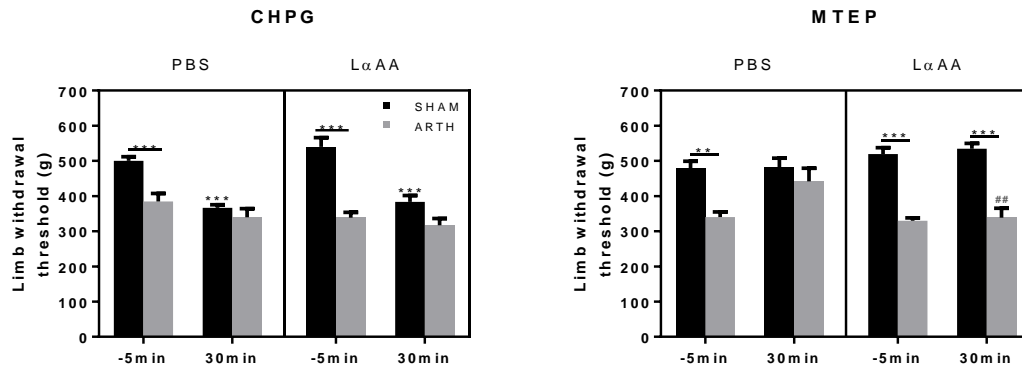 CHPG
PBS
LαAA
Limb withdrawal
threshold (g)
700
600
500
400
300
200
100
0
SHAM
ARTH
***
***
***
***
-5min
30min
-5min
30min
MTEP
PBS
LαAA
Limb withdrawal
threshold (g)
700
600
500
400
300
200
100
0
**
***
***
##
-5min
30min
-5min
30min